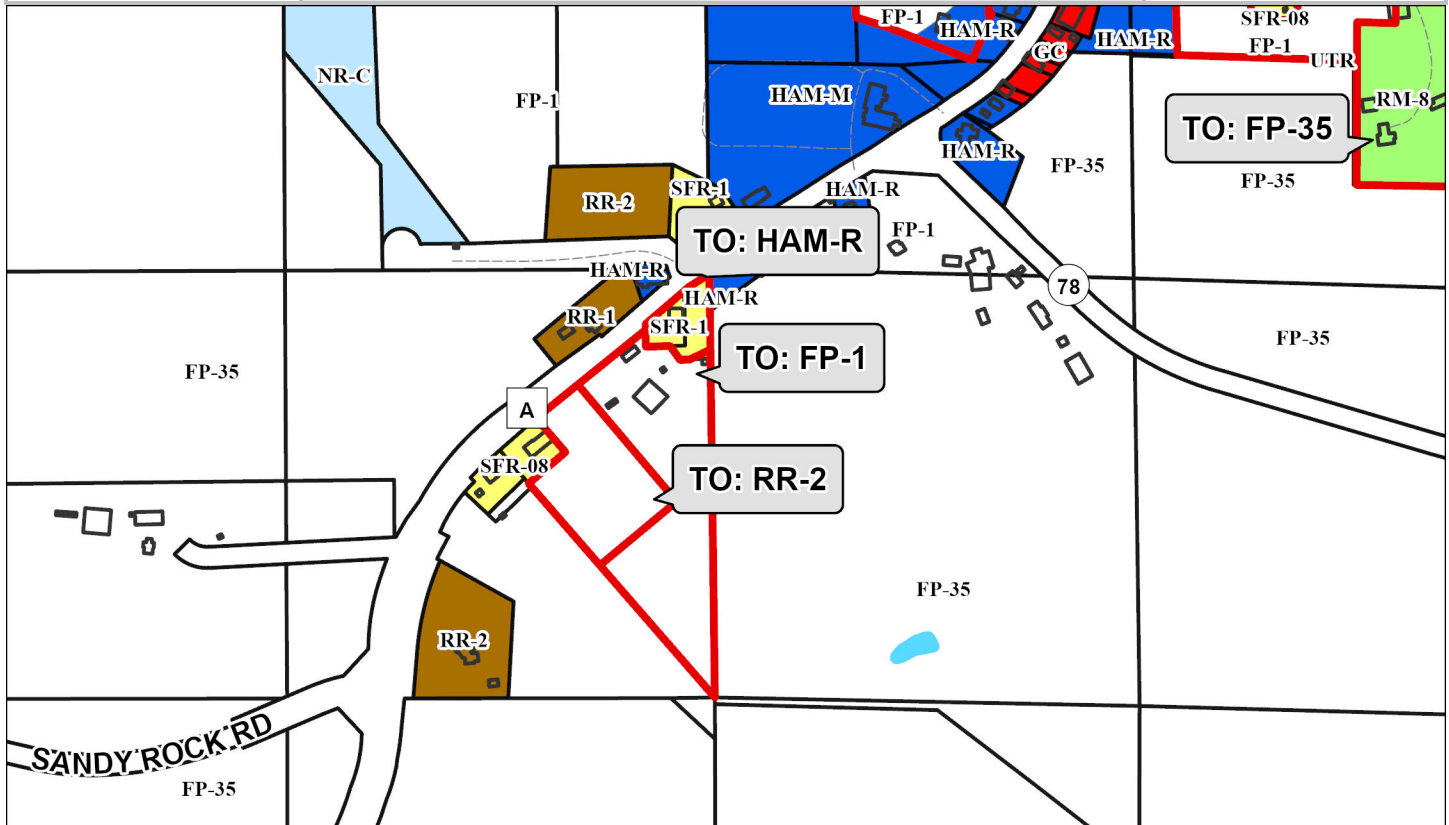 FP-1
HAM-R
GC
HAM-R
SFR-08
FP-1
UTR
NR-C
FP-1
HAM-M
RM-8
TO: FP-35
HAM-R
FP-35
FP-35
RR-2
SFR-1
HAM-R
TO: HAM-R
FP-1
HAM-R
78
HAM-R
RR-1
SFR-1
FP-35
TO: FP-1
FP-35
A
SFR-08
TO: RR-2
FP-35
RR-2
SANDY ROCK RD
FP-35